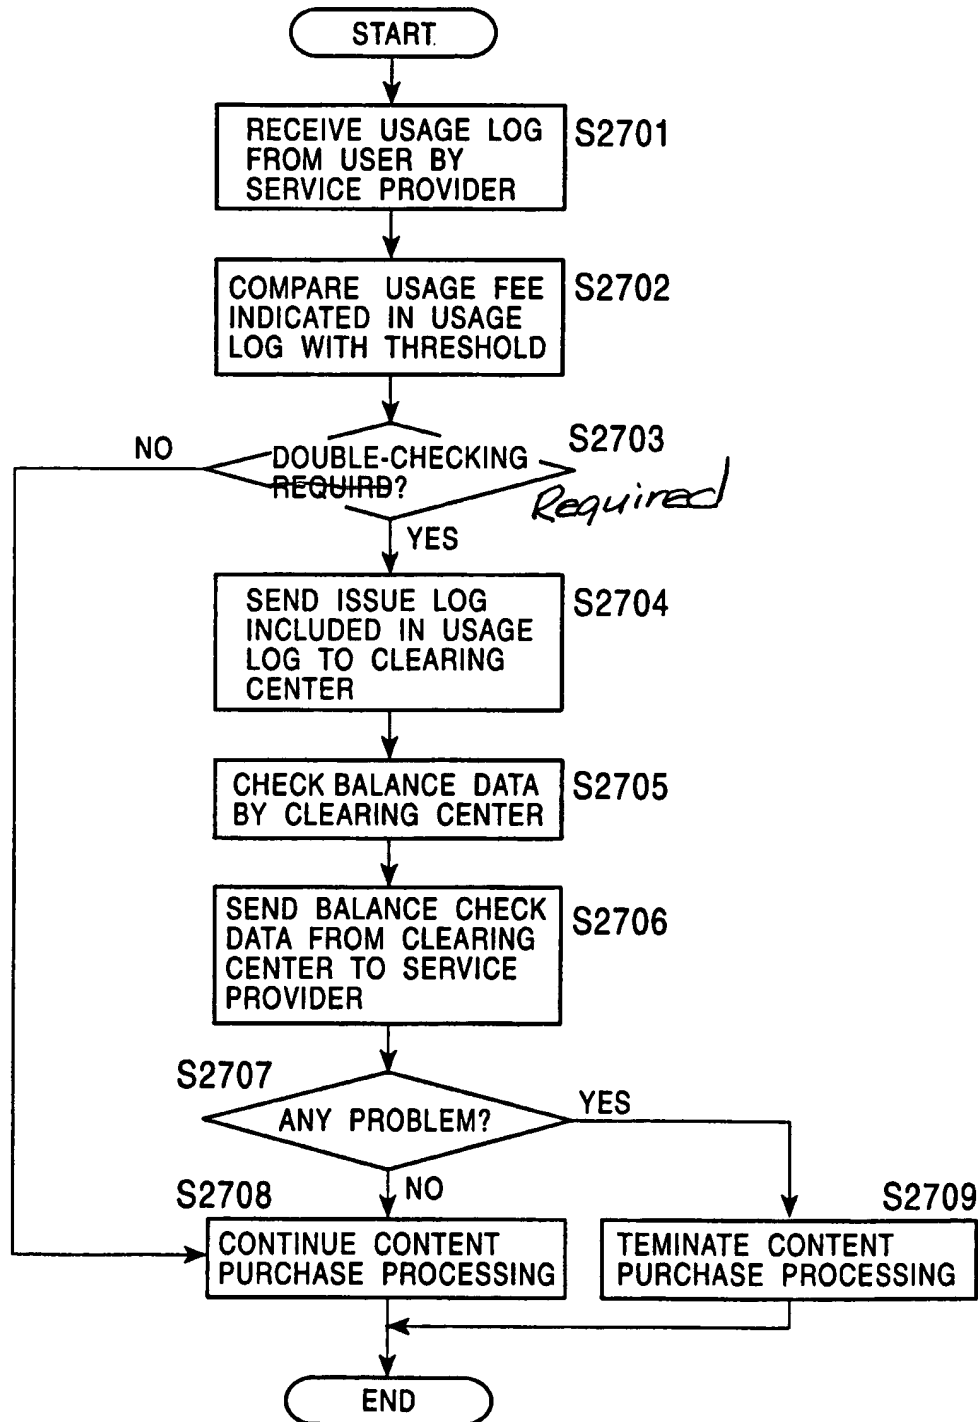 START
RECEIVE USAGE LOG
FROM USER BY
SERVICE PROVIDER
S2701
COMPARE USAGE FEE
INDICATED IN USAGE
LOG WITH THRESHOLD
S2702
NO
DOUBLE-CHECKING
REQUIRD?
S2703
Required
YES
SEND ISSUE LOG
INCLUDED IN USAGE
LOG TO CLEARING
CENTER
S2704
CHECK BALANCE DATA
BY CLEARING CENTER
S2705
SEND BALANCE CHECK
DATA FROM CLEARING
CENTER TO SERVICE
PROVIDER
S2706
S2707
ANY PROBLEM?
YES
NO
S2708
CONTINUE CONTENT
PURCHASE PROCESSING
S2709
TEMINATE CONTENT
PURCHASE PROCESSING
END